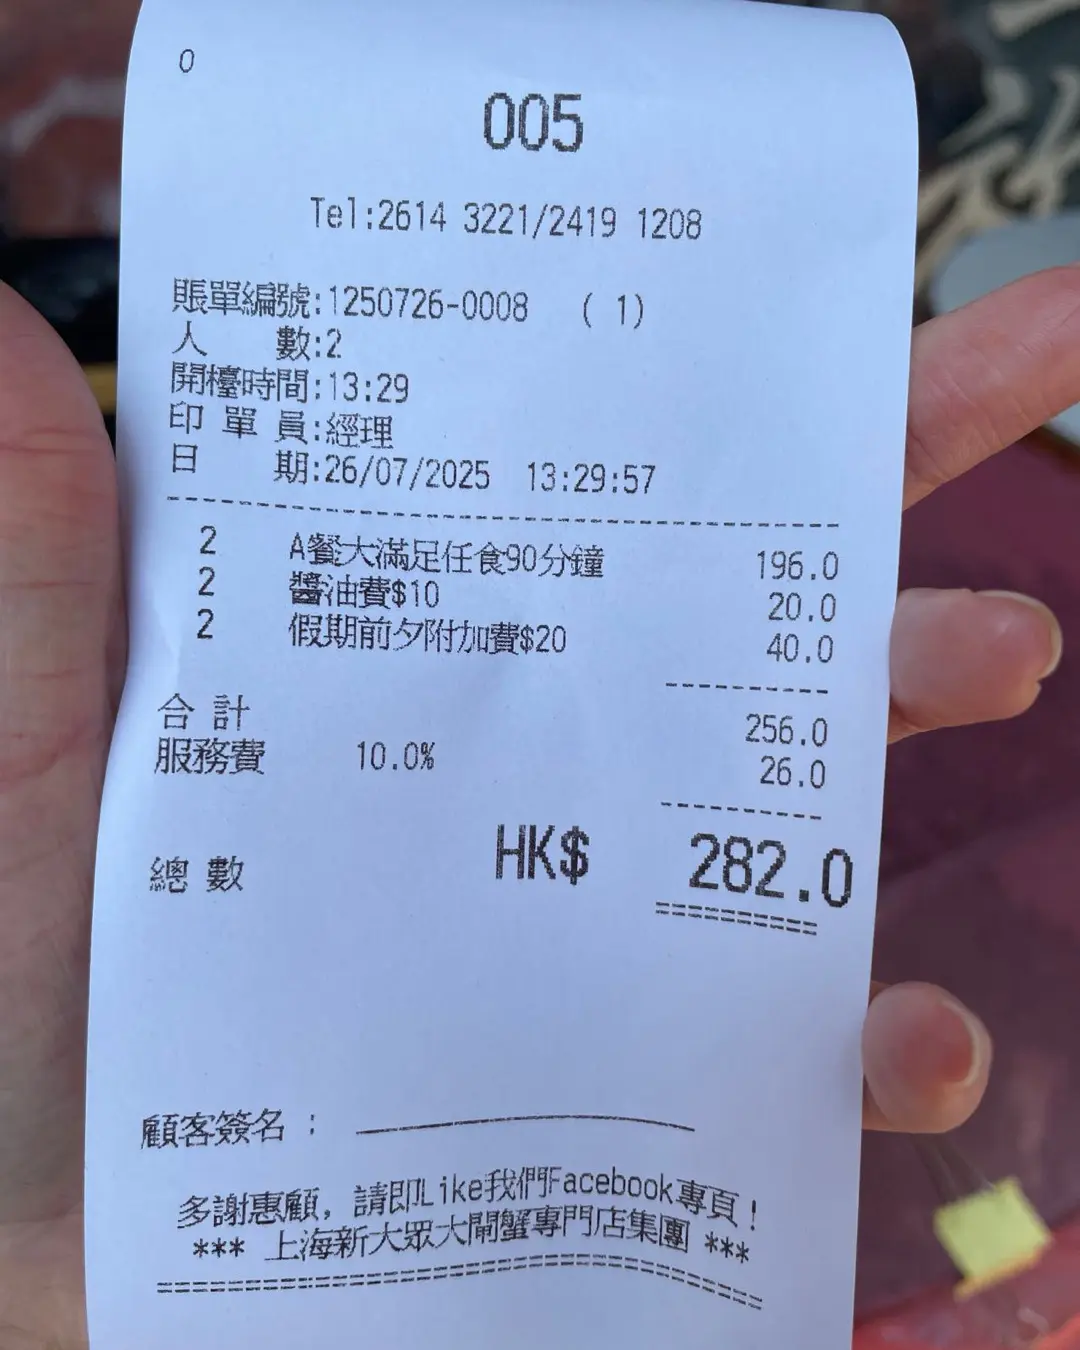 0
005
Tel:2614 3221/2419 1208
賬單編號:1250726-0008 ( 1)
人 數:2
開檯時間:13:29
印 單 員:經理
日 期:26/07/2025 13:29:57
2 A餐大滿足任食90分鐘 196.0
2 醬油費$10 20.0
2 假期前夕附加費$20 40.0
合 計 256.0
服務費 10.0% 26.0
總 數 HK$ 282.0
顧客簽名 :
多謝惠顧, 請即Like我們Facebook專頁!
*** 上海新大眾大閘蟹專門店集團 ***